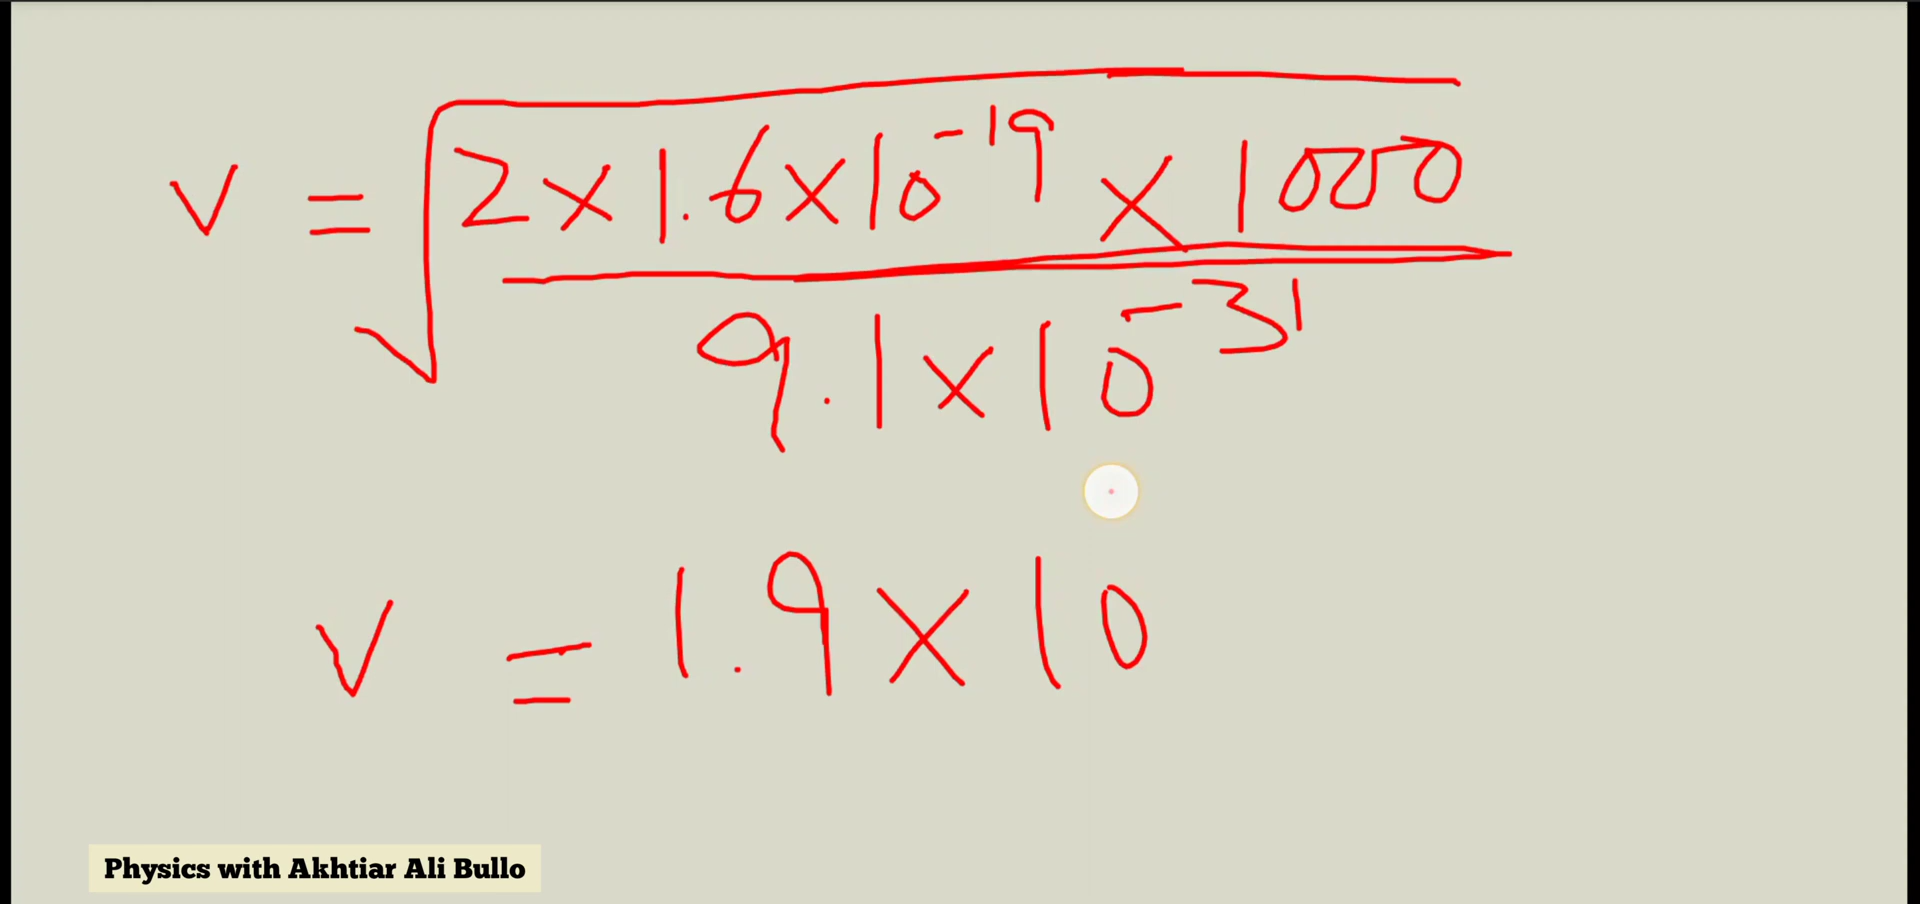 v = √(2 × 1.6 × 10⁻¹⁹ × 1000
9.1 × 10⁻³¹)
v = 1.9 × 10
Physics with Akhtiar Ali Bullo